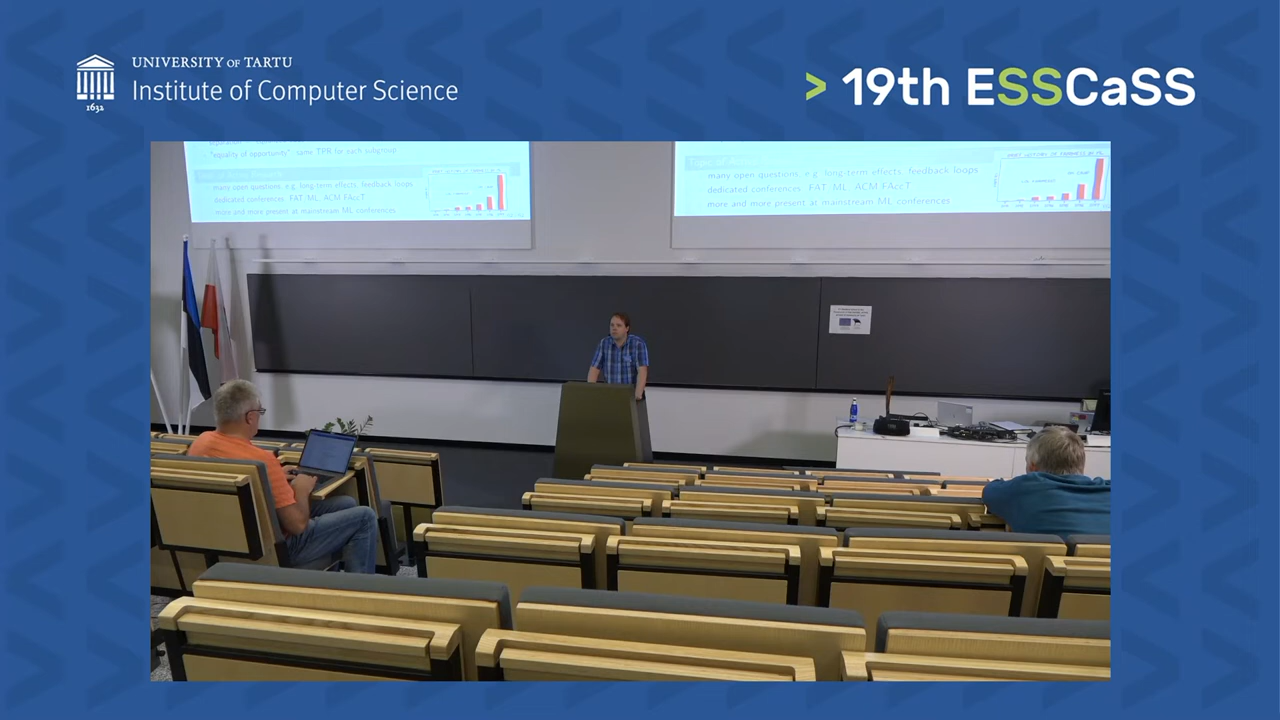 UNIVERSITY OF TARTU
Institute of Computer Science
1632
> 19th ESSCaSS
"equality of opportunity": same TPR for each subgroup
many open questions, e.g. long-term effects, feedback loops
dedicated conferences: FAT/ML, ACM FAccT
more and more present at mainstream ML conferences
Topic of
many open questions, e.g. long-term effects, feedback loops
dedicated conferences: FAT/ML, ACM FAccT
more and more present at mainstream ML conferences